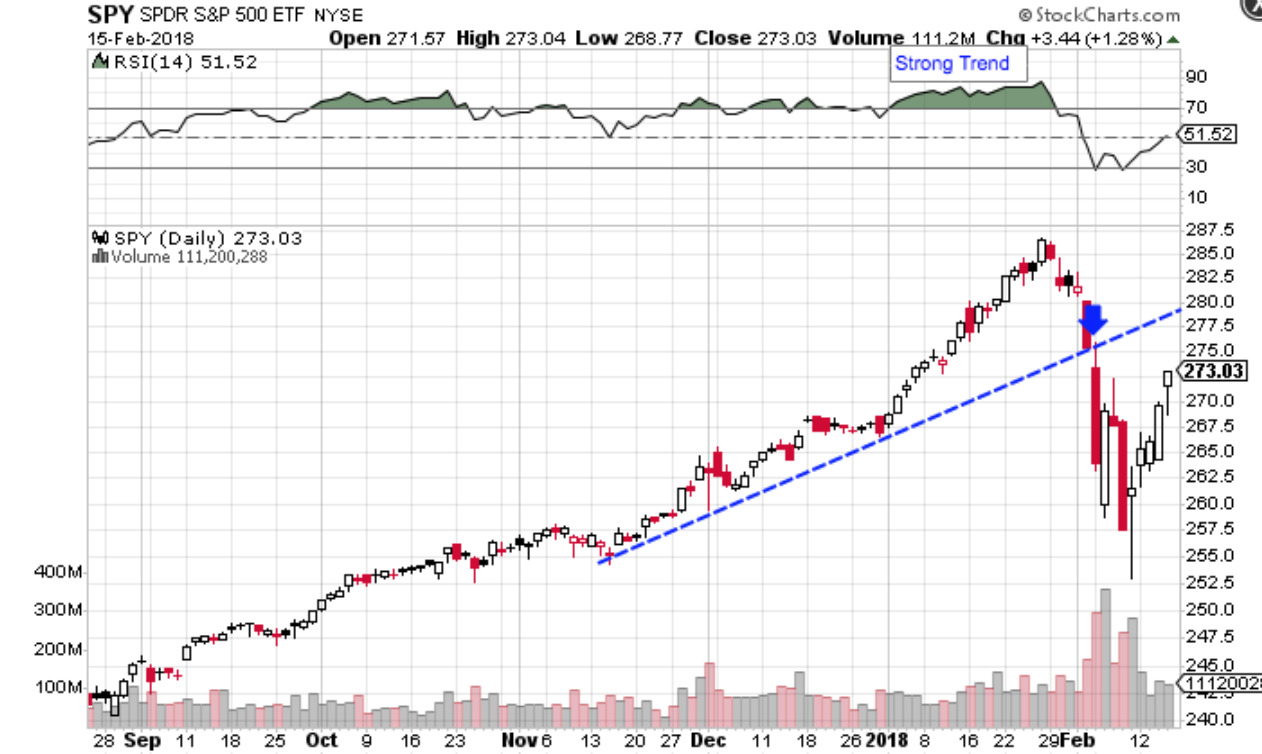 SPY SPDR S&P 500 ETF NYSE © StockCharts.com
15-Feb-2018 Open 271.57 High 273.04 Low 268.77 Close 273.03 Volume 111.2M Chg +3.44 (+1.28%)
RSI(14) 51.52
Strong Trend
90
70
51.52
30
10
SPY (Daily) 273.03
Volume 111,200,288
287.5
285.0
282.5
280.0
277.5
275.0
273.03
270.0
267.5
265.0
262.5
260.0
257.5
255.0
252.5
250.0
247.5
245.0
242.5
240.0
400M
300M
200M
100M
1112002
28 Sep 11 18 25 Oct 9 16 23 Nov 6 13 20 27 Dec 11 18 26 2018 8 16 22 29 Feb 12